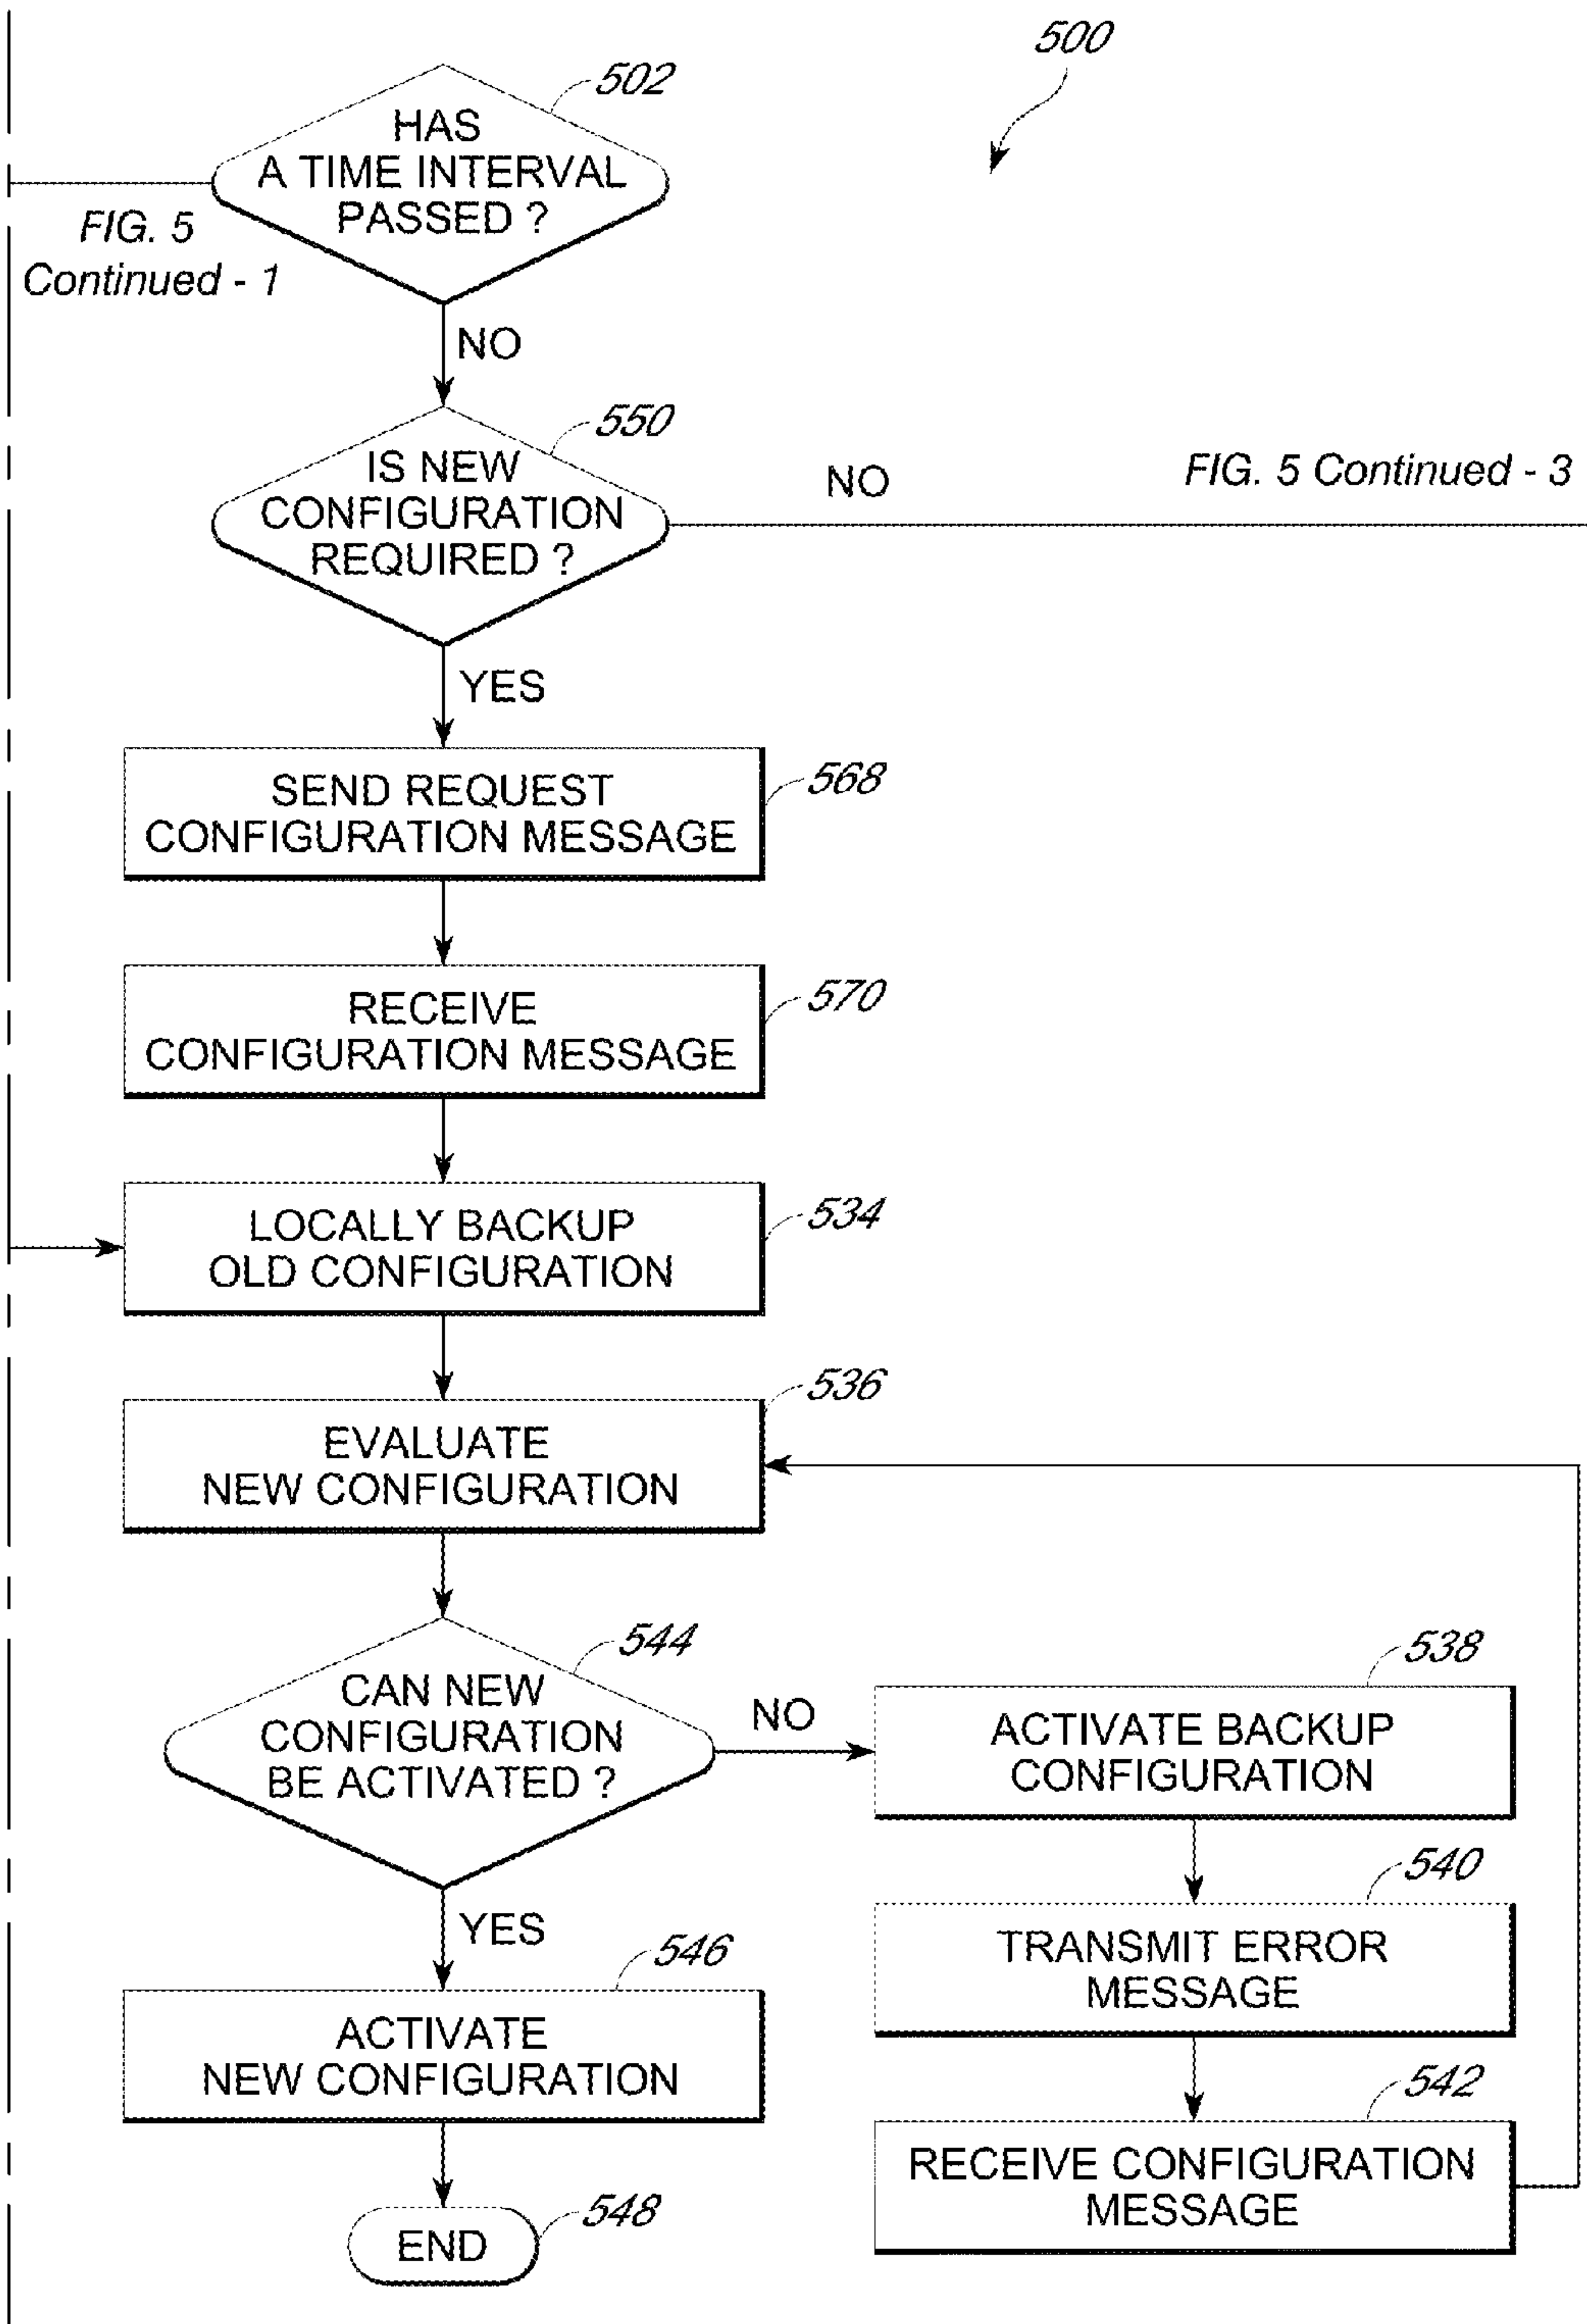 500
502
HAS
A TIME INTERVAL
PASSED ?
FIG. 5
Continued - 1
NO
550
IS NEW
CONFIGURATION
REQUIRED ?
NO
FIG. 5 Continued - 3
YES
568
SEND REQUEST
CONFIGURATION MESSAGE
570
RECEIVE
CONFIGURATION MESSAGE
534
LOCALLY BACKUP
OLD CONFIGURATION
536
EVALUATE
NEW CONFIGURATION
544
CAN NEW
CONFIGURATION
BE ACTIVATED ?
NO
538
ACTIVATE BACKUP
CONFIGURATION
540
TRANSMIT ERROR
MESSAGE
542
RECEIVE CONFIGURATION
MESSAGE
YES
546
ACTIVATE
NEW CONFIGURATION
548
END